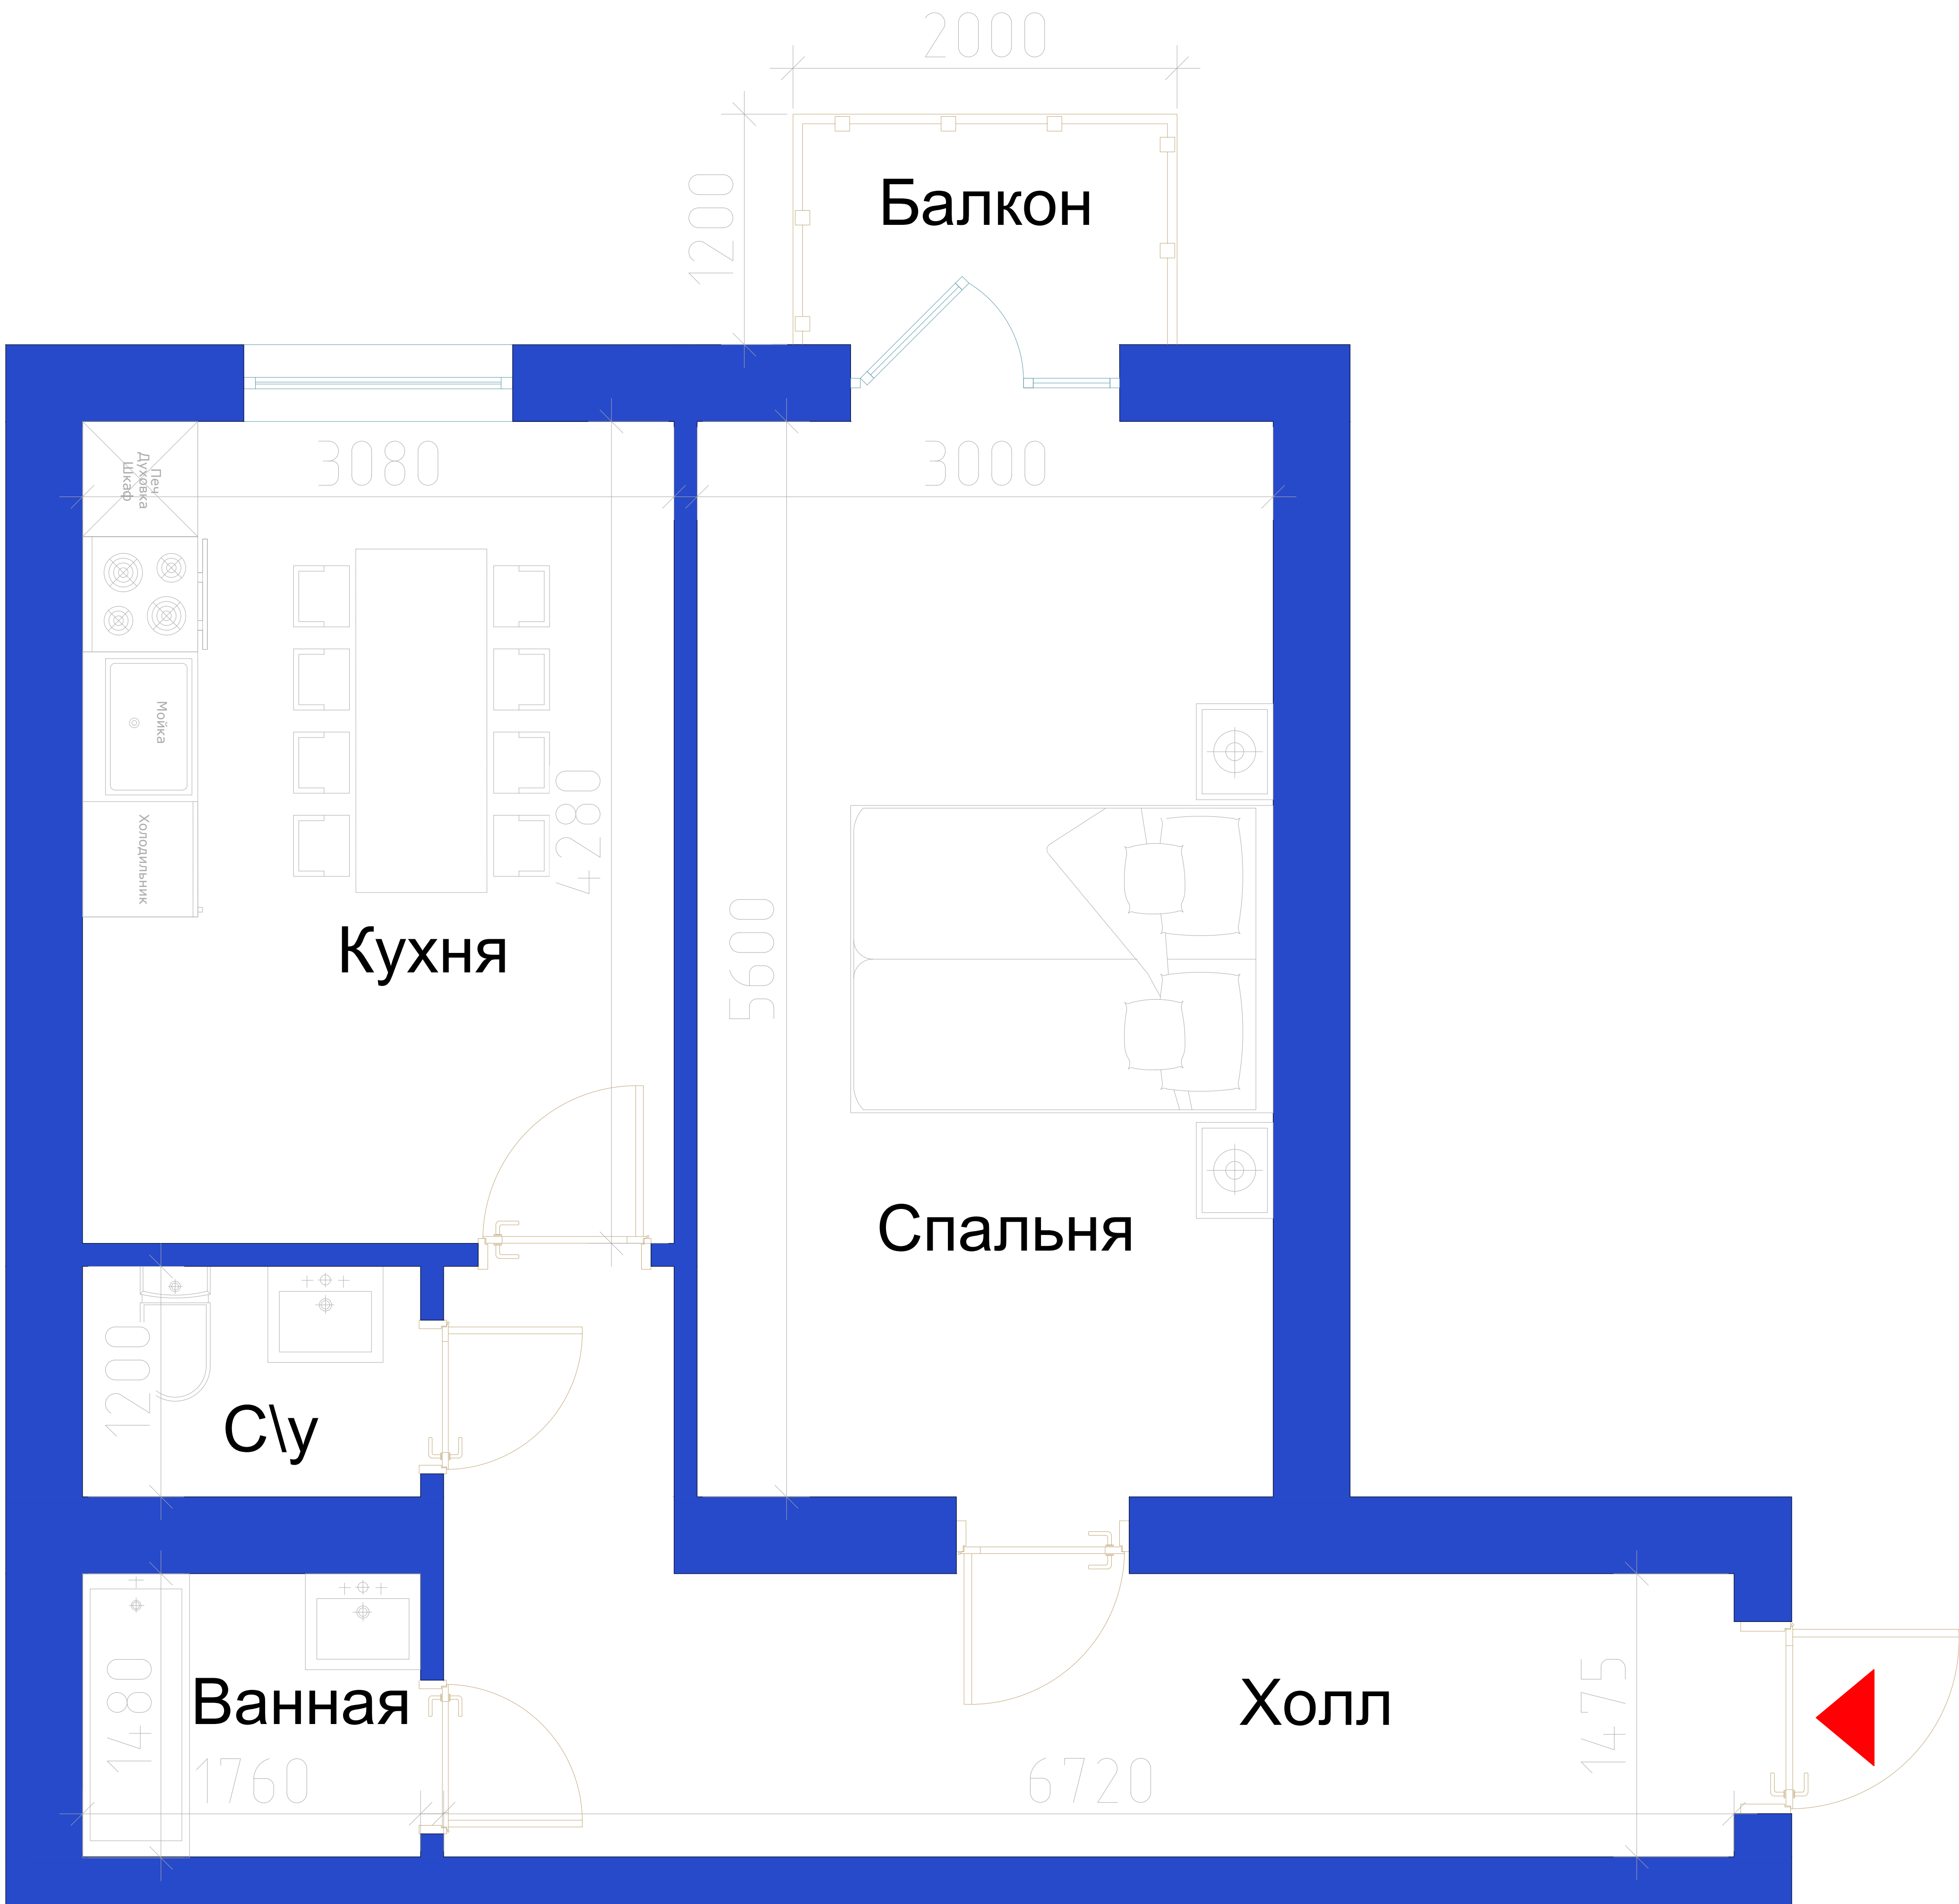 2000
1200
Балкон
3080
3000
Печ
Духовка
Шкаф
Мойка
Холодильник
4280
5600
Кухня
Спальня
1200
С\у
1480
Ванная
1760
Холл
6720
1475